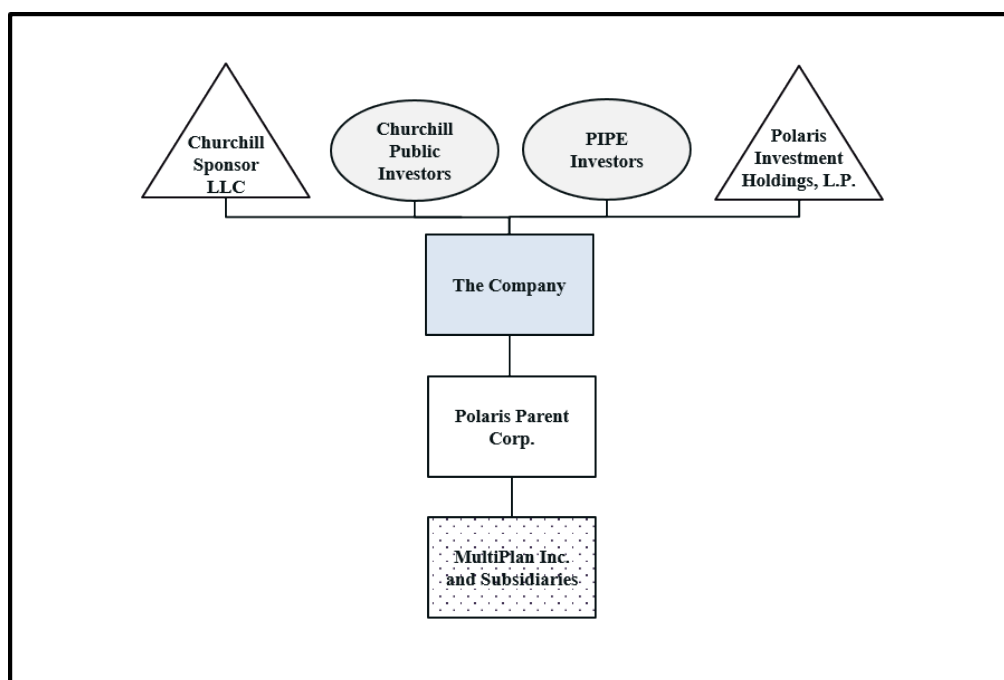 Churchill
Sponsor
LLC
Churchill
Public
Investors
PIPE
Investors
Polaris
Investment
Holdings, L.P.
The Company
Polaris Parent
Corp.
MultiPlan Inc.
and Subsidiaries